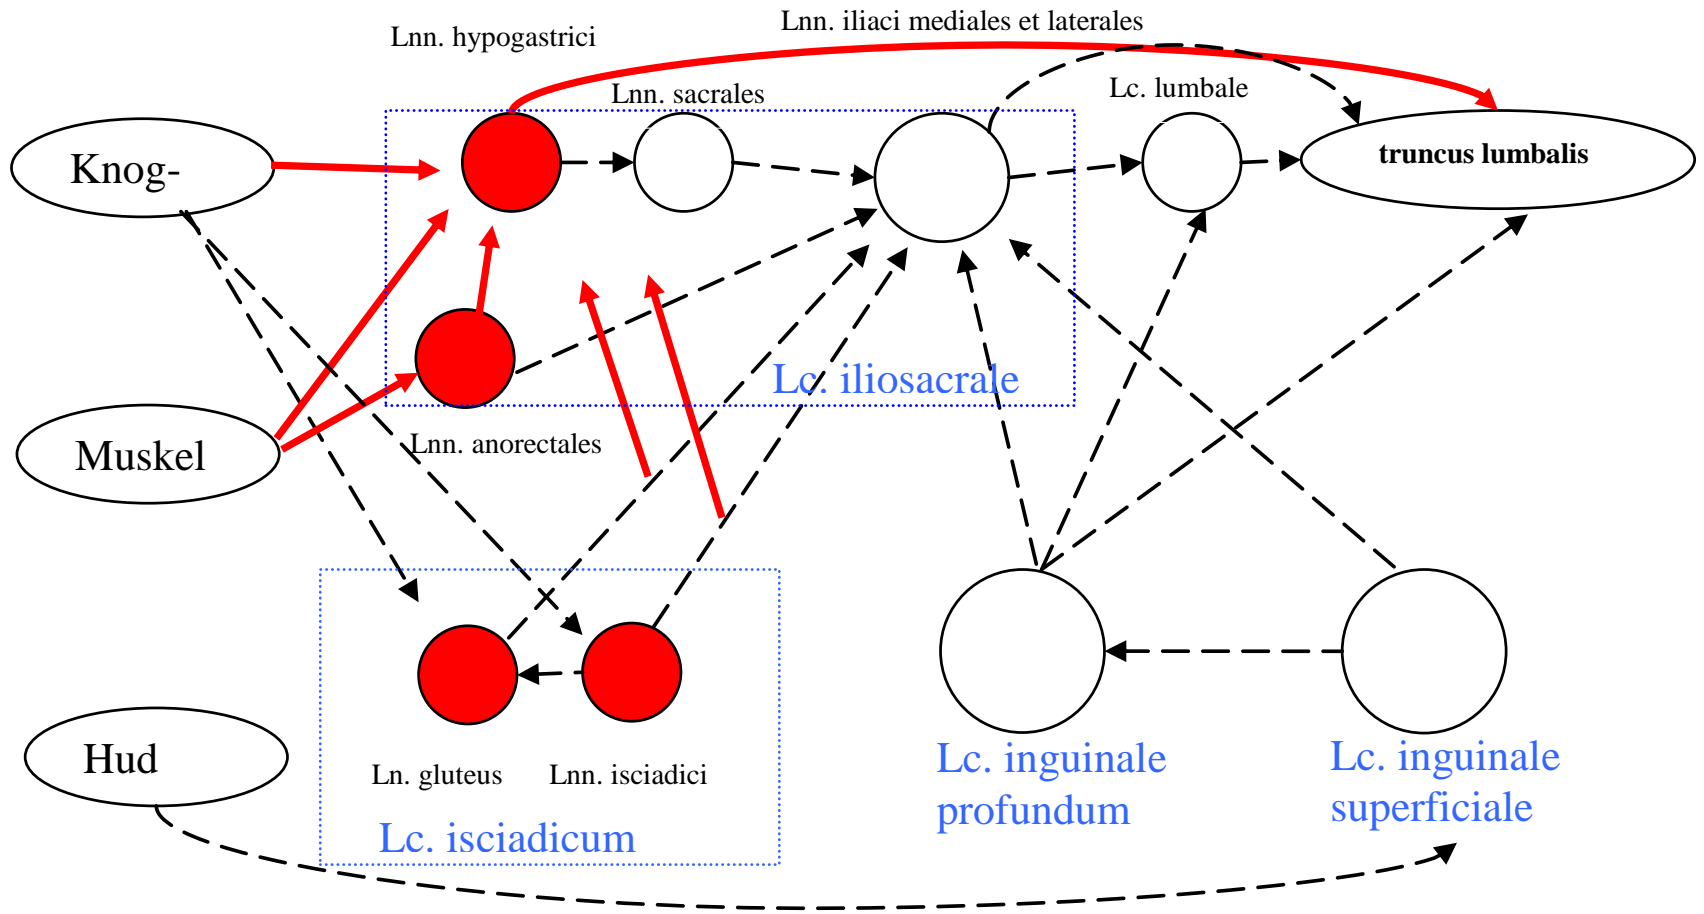 Lnn. iliaci mediales et laterales
Lnn. hypogastrici
Lnn. sacrales
Lc. lumbale
Knog-
truncus lumbalis
Lc. iliosacrale
Muskel
Lnn. anorectales
Hud
Ln. gluteus
Lnn. isciadici
Lc. isciadicum
Lc. inguinale
profundum
Lc. inguinale
superficiale